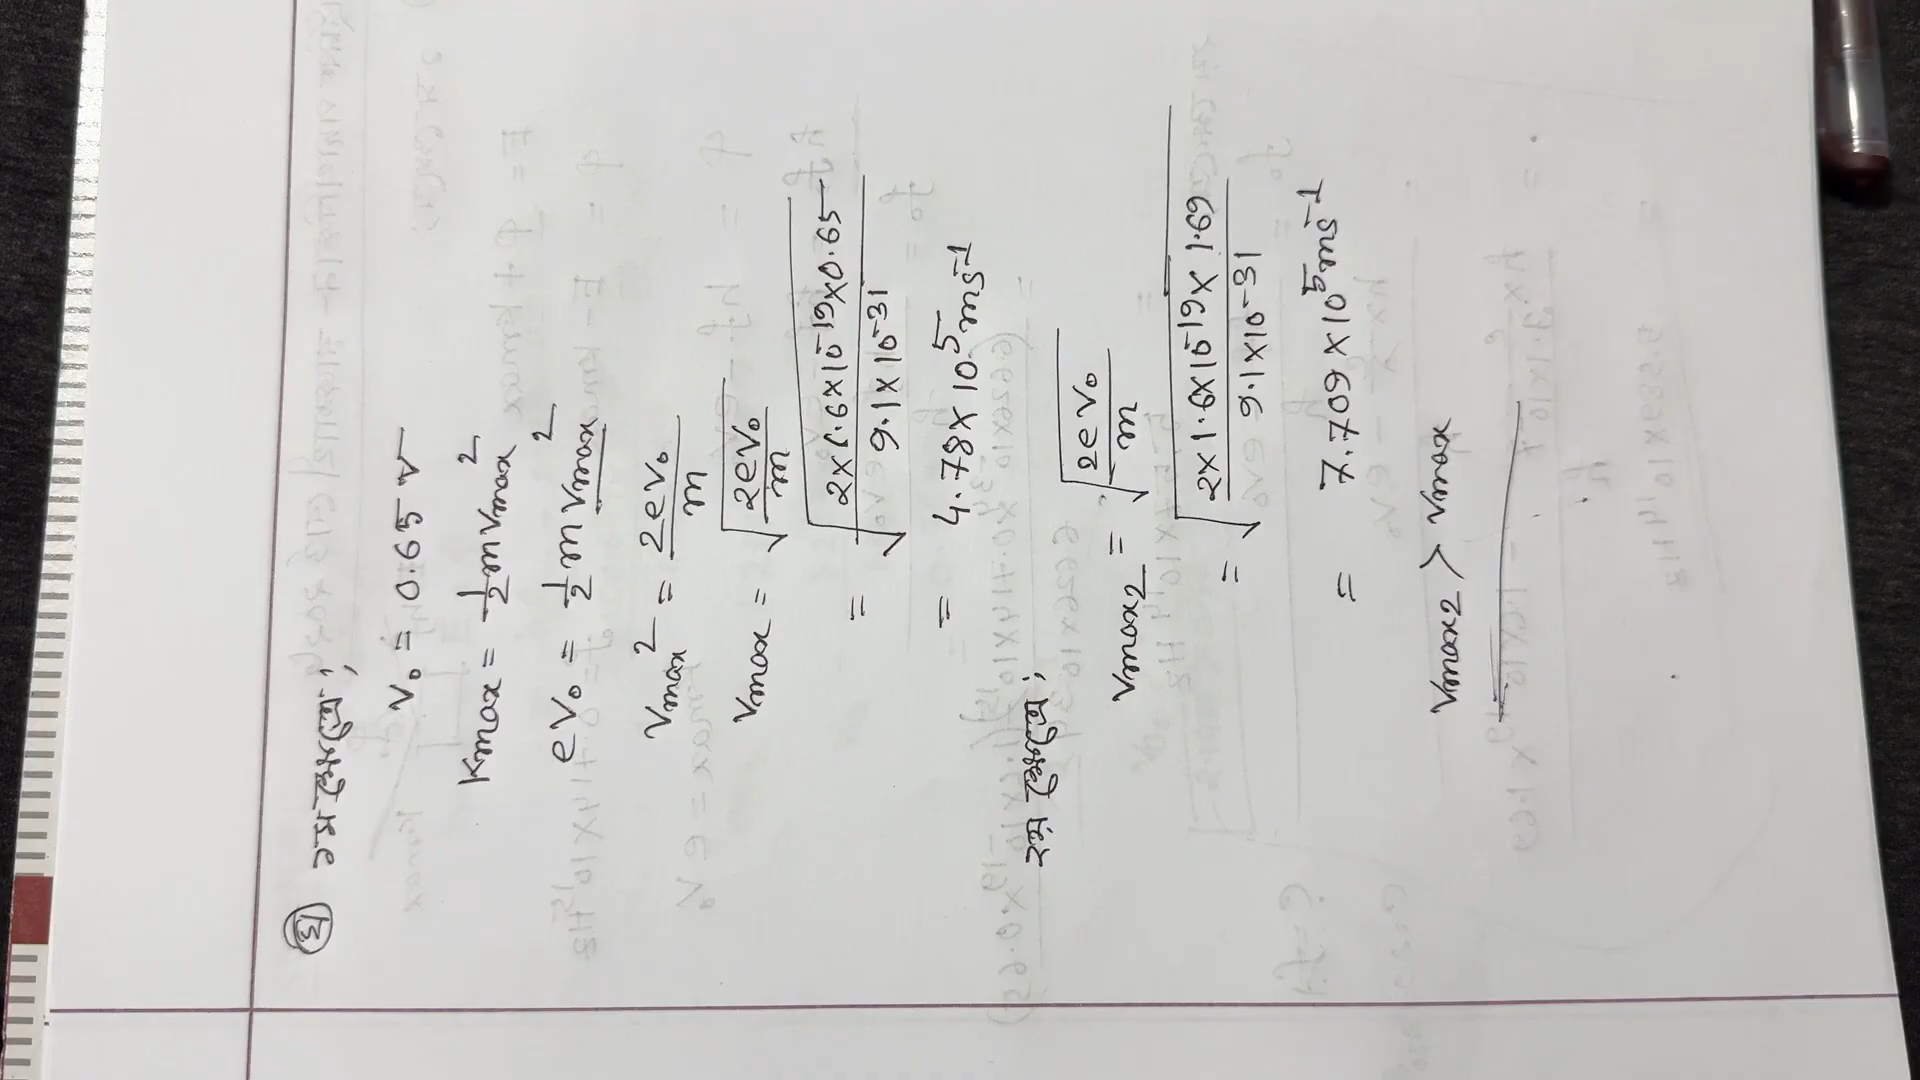 ঘ ১ম ক্ষেত্রে,
V₀ = 0.65 V
Kmax = 1/2 m vmax²
eV₀ = 1/2 m vmax²
vmax² = 2eV₀/m
vmax = √(2eV₀/m)
= √(2×1.6×10⁻¹⁹×0.65/9.1×10⁻³¹)
= 4.78×10⁵ ms⁻¹
২য় ক্ষেত্রে,
vmax2 = √(2eV₀/m)
= √(2×1.6×10⁻¹⁹×1.69/9.1×10⁻³¹)
= 7.709×10⁵ ms⁻¹
vmax2 > vmax